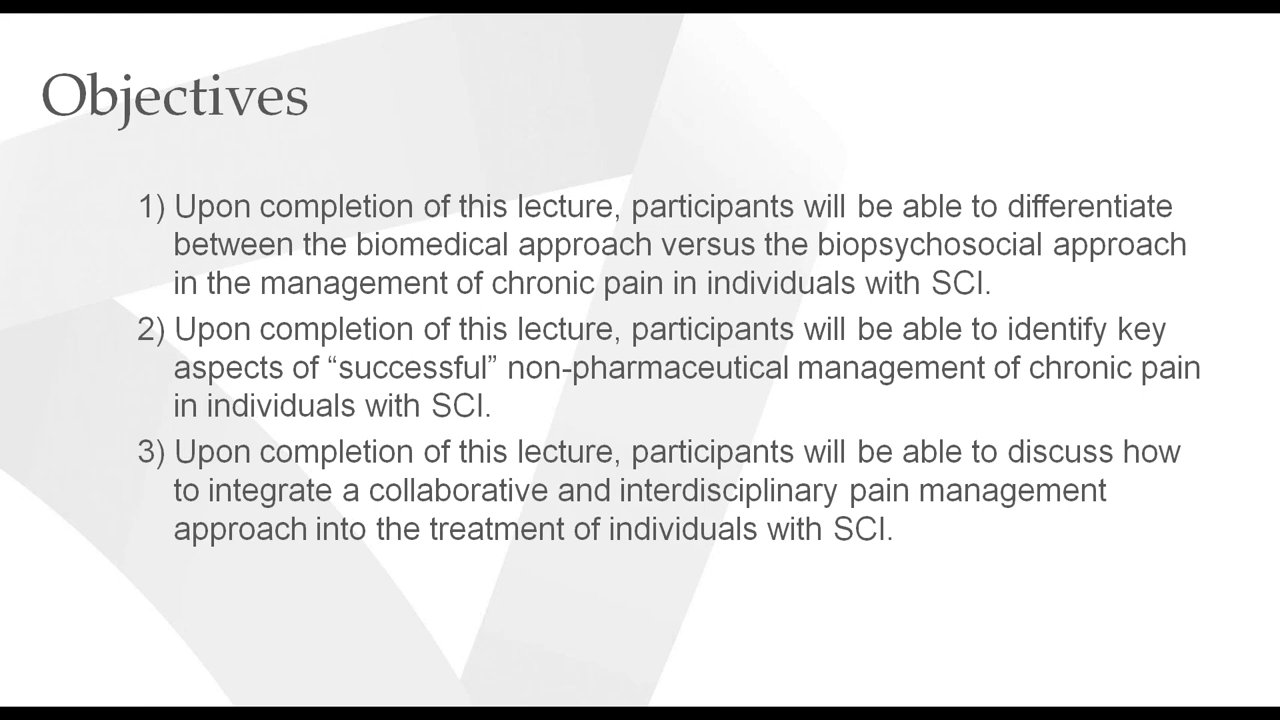 Objectives
1) Upon completion of this lecture, participants will be able to differentiate
between the biomedical approach versus the biopsychosocial approach
in the management of chronic pain in individuals with SCI.
2) Upon completion of this lecture, participants will be able to identify key
aspects of “successful” non-pharmaceutical management of chronic pain
in individuals with SCI.
3) Upon completion of this lecture, participants will be able to discuss how
to integrate a collaborative and interdisciplinary pain management
approach into the treatment of individuals with SCI.